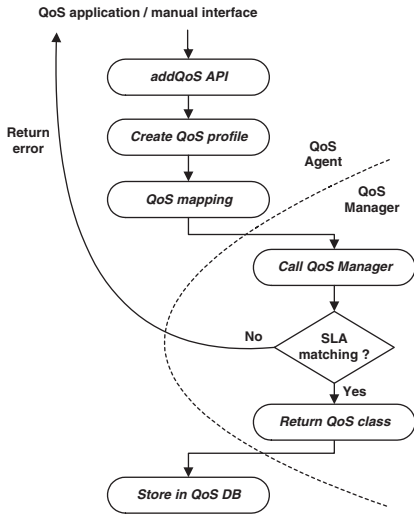 QoS application / manual interface
addQoS API
Return
error
Create QoS profile
QoS
Agent
QoS mapping
QoS
Manager
Call QoS Manager
No
SLA
matching ?
Yes
Return QoS class
Store in QoS DB